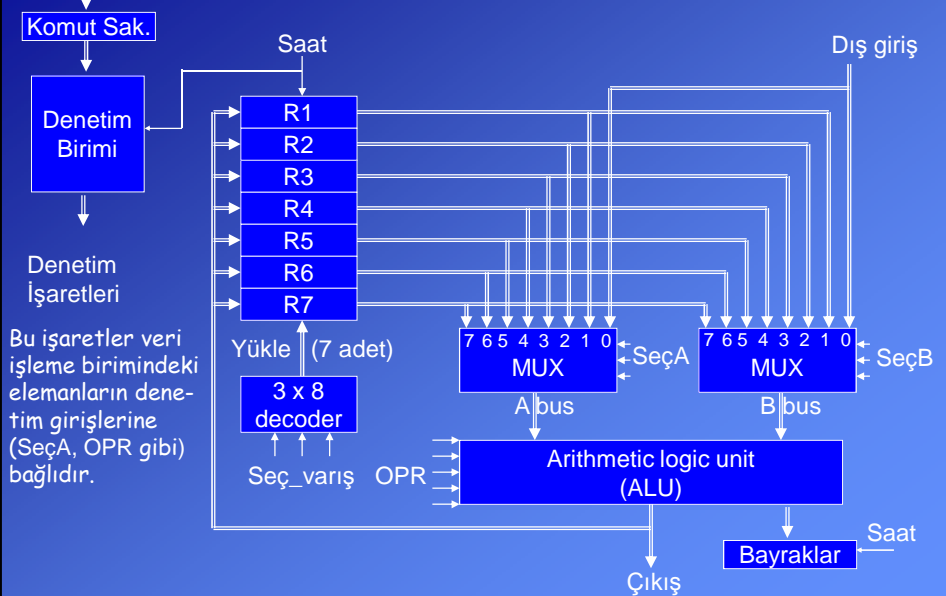 Komut Sak.
Saat
Dış giriş
Denetim
Birimi
R1
R2
R3
R4
R5
R6
R7
Denetim
İşaretleri
Bu işaretler veri
işleme birimindeki
elemanların dene-
tim girişlerine
(SeçA, OPR gibi)
bağlıdır.
Yükle (7 adet)
3 x 8
decoder
Seç_varış
7 6 5 4 3 2 1 0
MUX
SeçA
7 6 5 4 3 2 1 0
MUX
SeçB
A bus
B bus
OPR
Arithmetic logic unit
(ALU)
Saat
Bayraklar
Çıkış